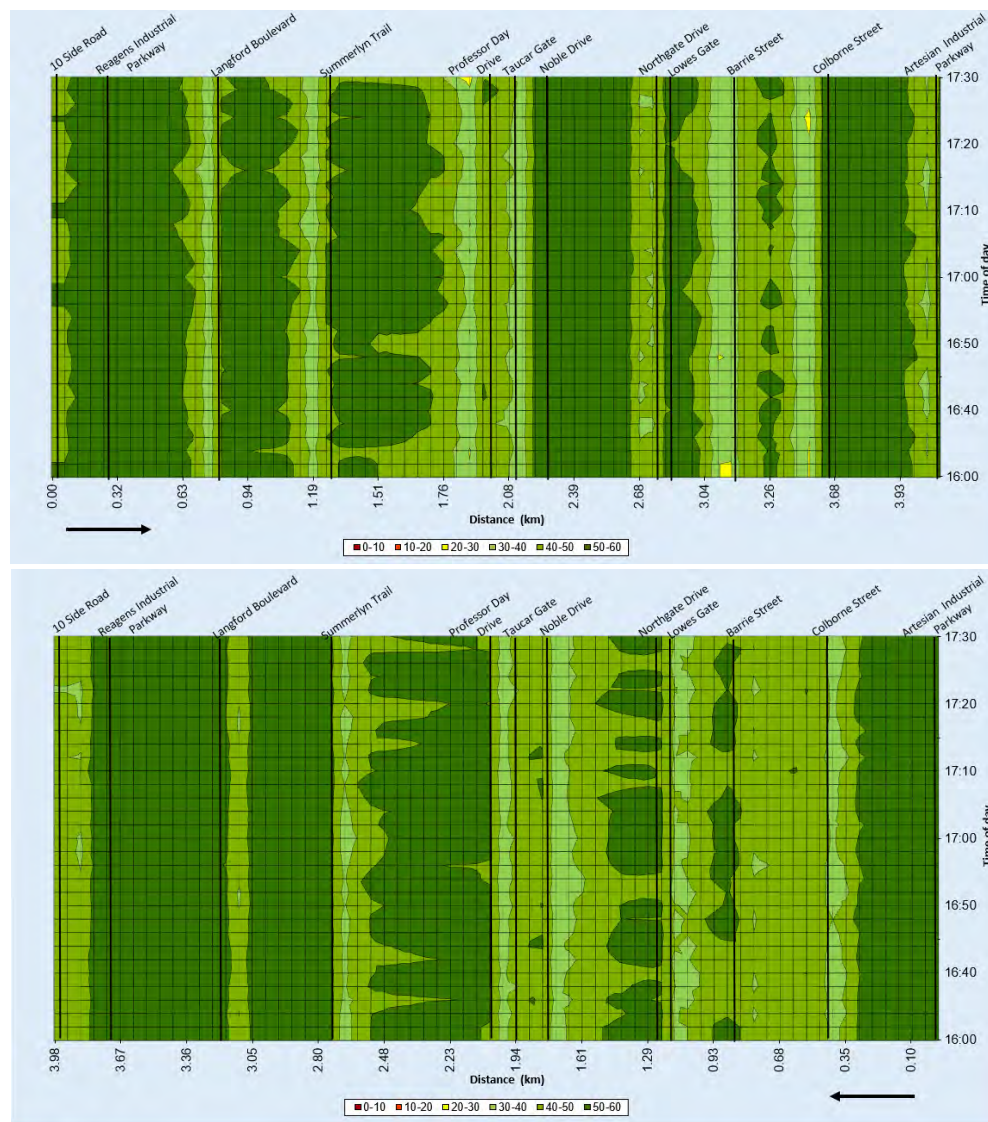 10 Side Road
Reagens Industrial
Parkway
Langford Boulevard
Summerlyn Trail
Professor Day
Drive
Taucar Gate
Noble Drive
Northgate Drive
Lowes Gate
Barrie Street
Colborne Street
Artesian Industrial
Parkway
17:30
17:20
17:10
17:00
16:50
16:40
16:00
Time of day
0.00 0.32 0.63 0.94 1.19 1.51 1.76 2.08 2.39 2.68 3.04 3.26 3.68 3.93
Distance (km)
0-10 10-20 20-30 30-40 40-50 50-60
10 Side Road
Reagens Industrial
Parkway
Langford Boulevard
Summerlyn Trail
Professor Day
Drive
Taucar Gate
Noble Drive
Northgate Drive
Lowes Gate
Barrie Street
Colborne Street
Artesian Industrial
Parkway
17:30
17:20
17:10
17:00
16:50
16:40
16:00
Time of day
3.98 3.67 3.36 3.05 2.80 2.48 2.23 1.94 1.61 1.29 0.93 0.68 0.35 0.10
Distance (km)
0-10 10-20 20-30 30-40 40-50 50-60